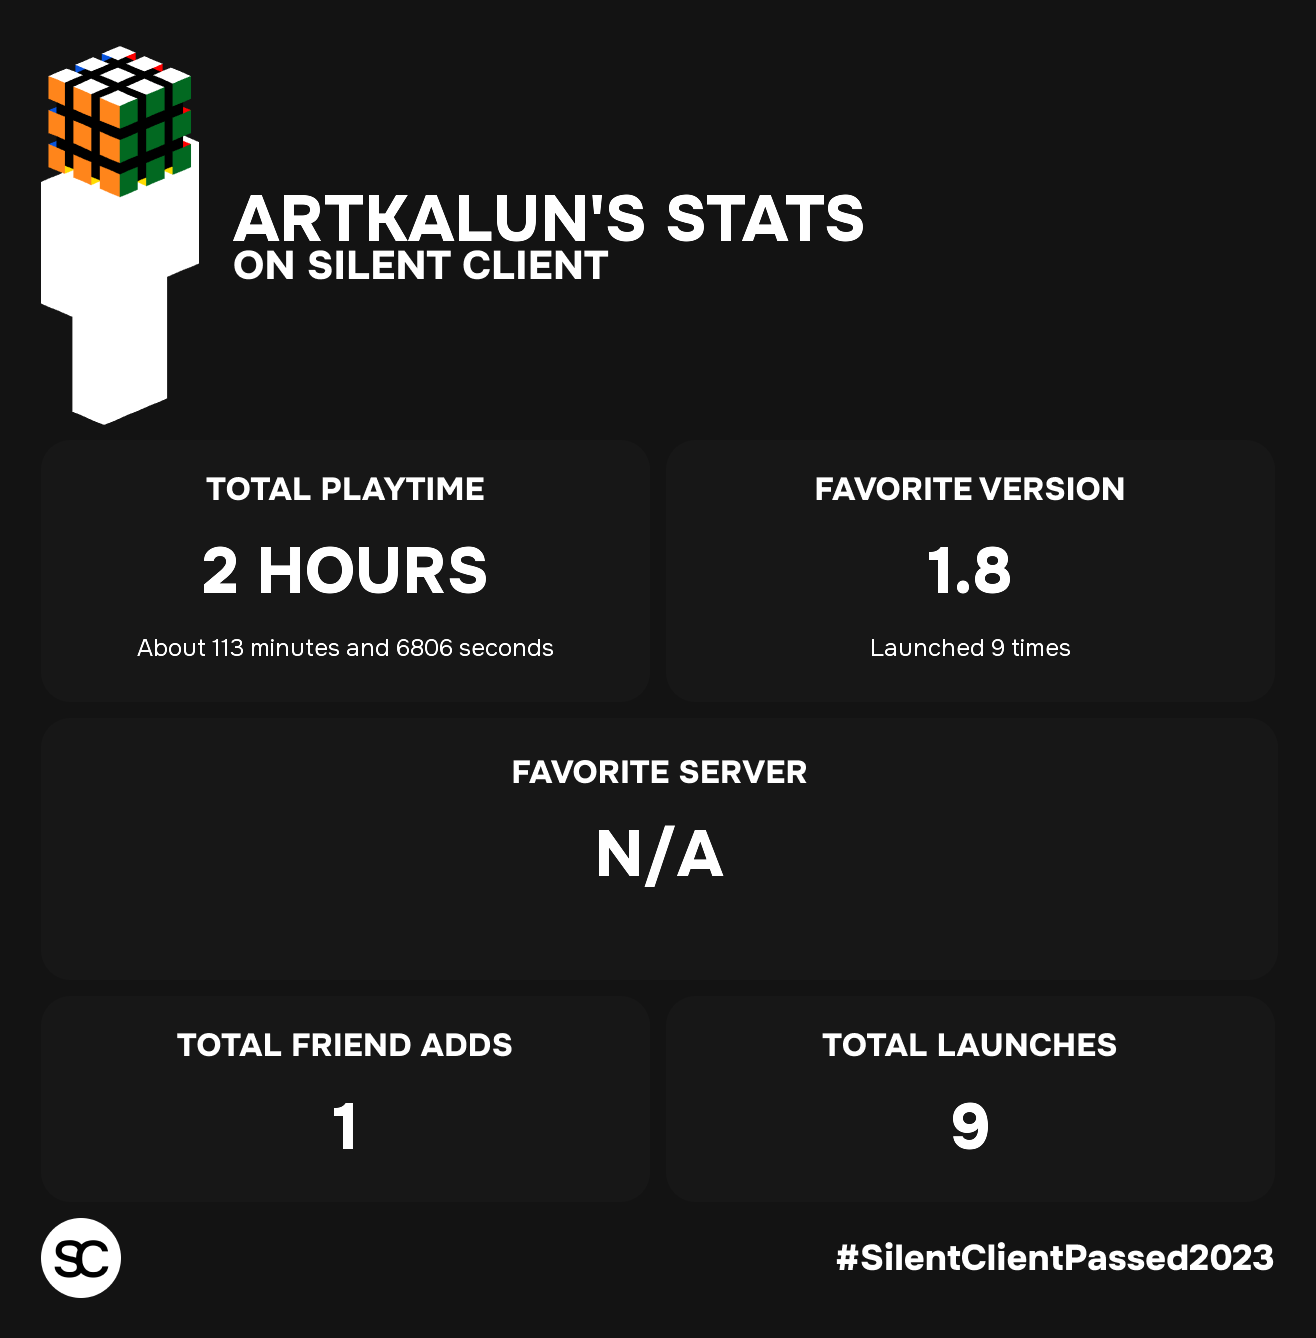 ARTKALUN'S STATS
ON SILENT CLIENT
TOTAL PLAYTIME
2 HOURS
About 113 minutes and 6806 seconds
FAVORITE VERSION
1.8
Launched 9 times
FAVORITE SERVER
N/A
TOTAL FRIEND ADDS
1
TOTAL LAUNCHES
9
SC
#SilentClientPassed2023